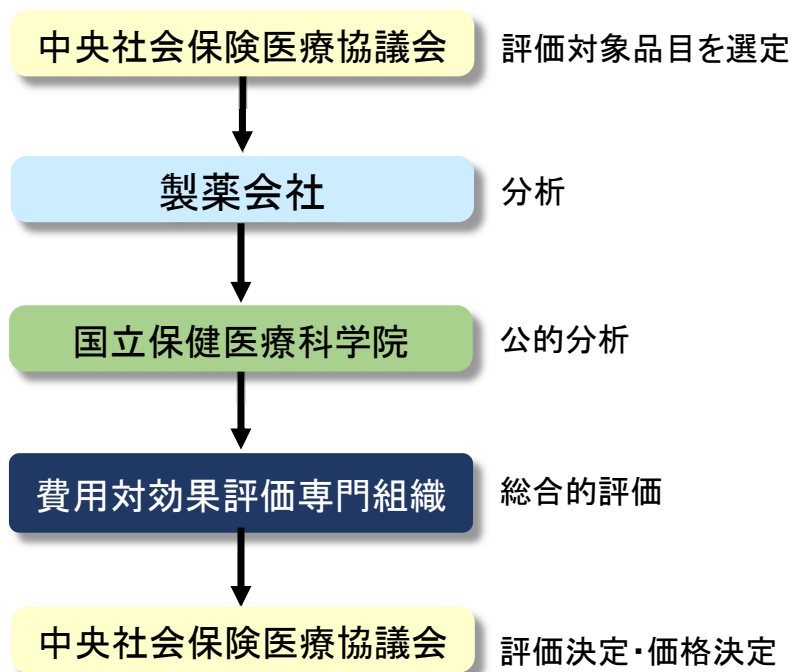 中央社会保険医療協議会
評価対象品目を選定
製薬会社
分析
国立保健医療科学院
公的分析
費用対効果評価専門組織
総合的評価
中央社会保険医療協議会
評価決定・価格決定